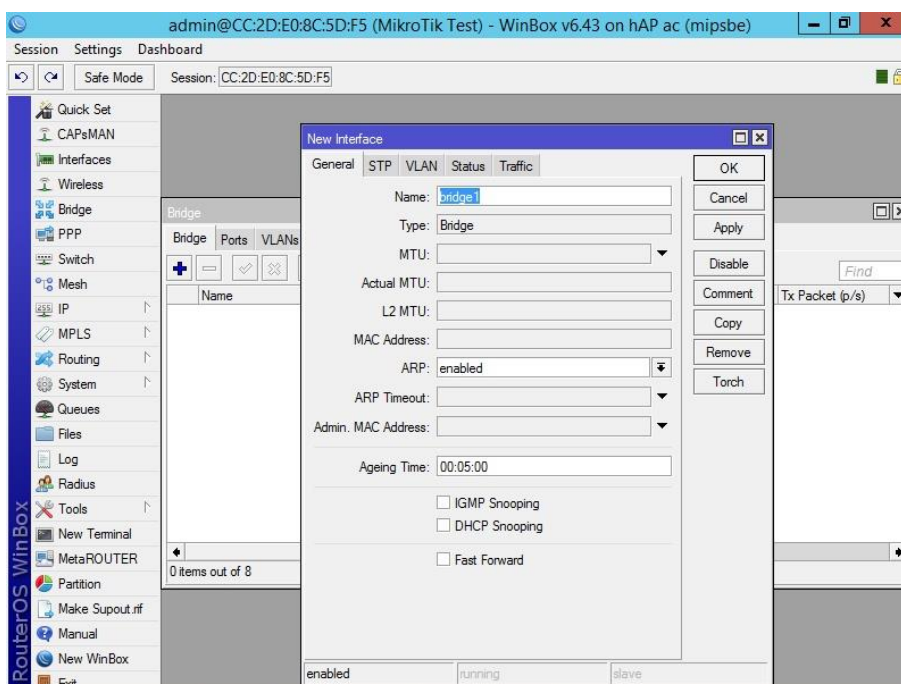 admin@CC:2D:E0:8C:5D:F5 (MikroTik Test) - WinBox v6.43 on hAP ac (mipsbe)
Session Settings Dashboard
Safe Mode Session: CC:2D:E0:8C:5D:F5
Quick Set
CAPsMAN
Interfaces
Wireless
Bridge
PPP
Switch
Mesh
IP
MPLS
Routing
System
Queues
Files
Log
Radius
Tools
New Terminal
MetaROUTER
Partition
Make Supout.rif
Manual
New WinBox
Exit
RouterOS WinBox
Bridge
Bridge Ports VLANs
Find
Name
Tx Packet (p/s)
0 items out of 8
New Interface
General STP VLAN Status Traffic
Name: bridge1
Type: Bridge
MTU:
Actual MTU:
L2 MTU:
MAC Address:
ARP: enabled
ARP Timeout:
Admin. MAC Address:
Ageing Time: 00:05:00
IGMP Snooping
DHCP Snooping
Fast Forward
enabled running slave
OK
Cancel
Apply
Disable
Comment
Copy
Remove
Torch